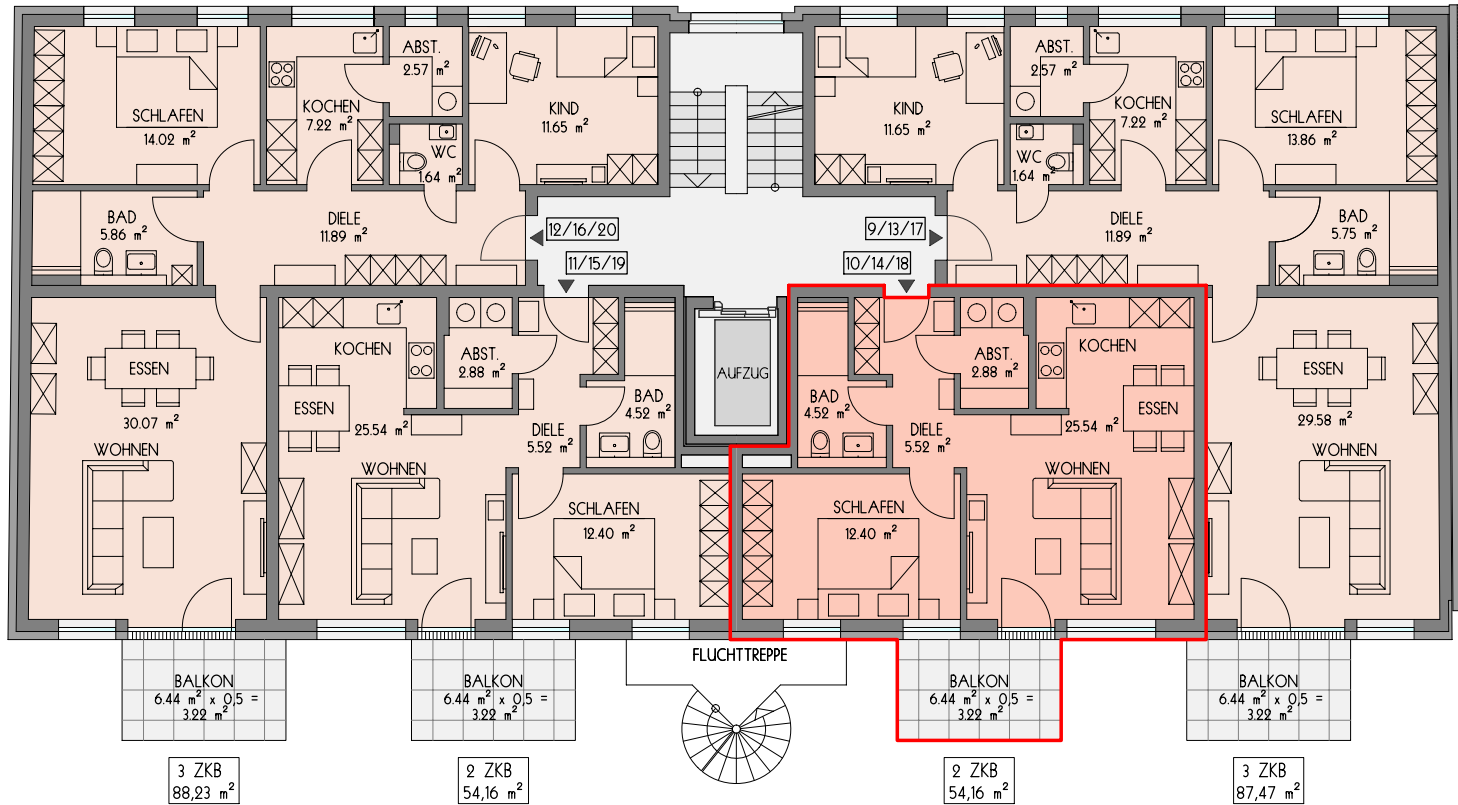 SCHLAFEN
14.02 m²
KOCHEN
7.22 m²
ABST.
2.57 m²
WC
1.64 m²
KIND
11.65 m²
KIND
11.65 m²
ABST.
2.57 m²
WC
1.64 m²
KOCHEN
7.22 m²
SCHLAFEN
13.86 m²
BAD
5.86 m²
DIELE
11.89 m²
12/16/20
11/15/19
9/13/17
10/14/18
DIELE
11.89 m²
BAD
5.75 m²
ESSEN
30.07 m²
WOHNEN
KOCHEN
ESSEN
25.54 m²
WOHNEN
ABST.
2.88 m²
DIELE
5.52 m²
BAD
4.52 m²
SCHLAFEN
12.40 m²
AUFZUG
BAD
4.52 m²
DIELE
5.52 m²
ABST.
2.88 m²
KOCHEN
ESSEN
25.54 m²
WOHNEN
SCHLAFEN
12.40 m²
ESSEN
29.58 m²
WOHNEN
BALKON
6.44 m² x 0,5 =
3.22 m²
BALKON
6.44 m² x 0,5 =
3.22 m²
FLUCHTTREPPE
BALKON
6.44 m² x 0,5 =
3.22 m²
BALKON
6.44 m² x 0,5 =
3.22 m²
3 ZKB
88,23 m²
2 ZKB
54,16 m²
2 ZKB
54,16 m²
3 ZKB
87,47 m²